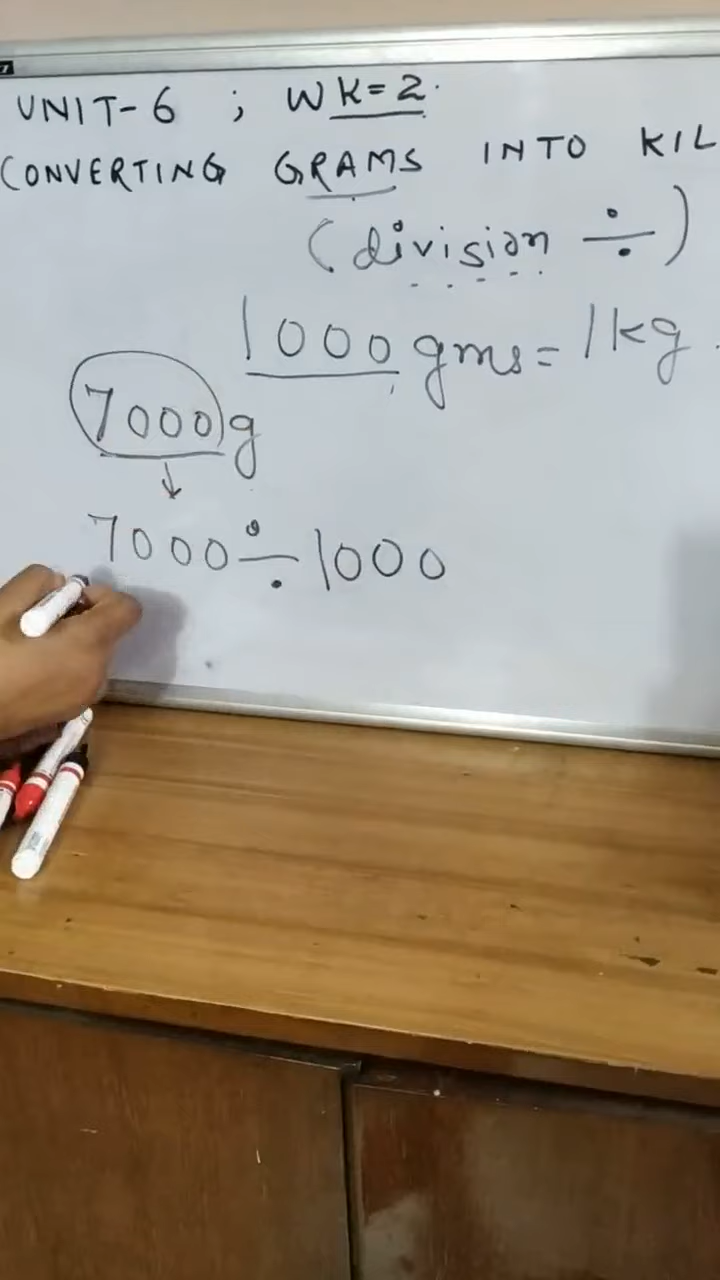 UNIT-6 ; WK=2.
CONVERTING GRAMS INTO KIL
(division ÷)
1000 gms = 1kg.
7000g
↓
7000 ÷ 1000